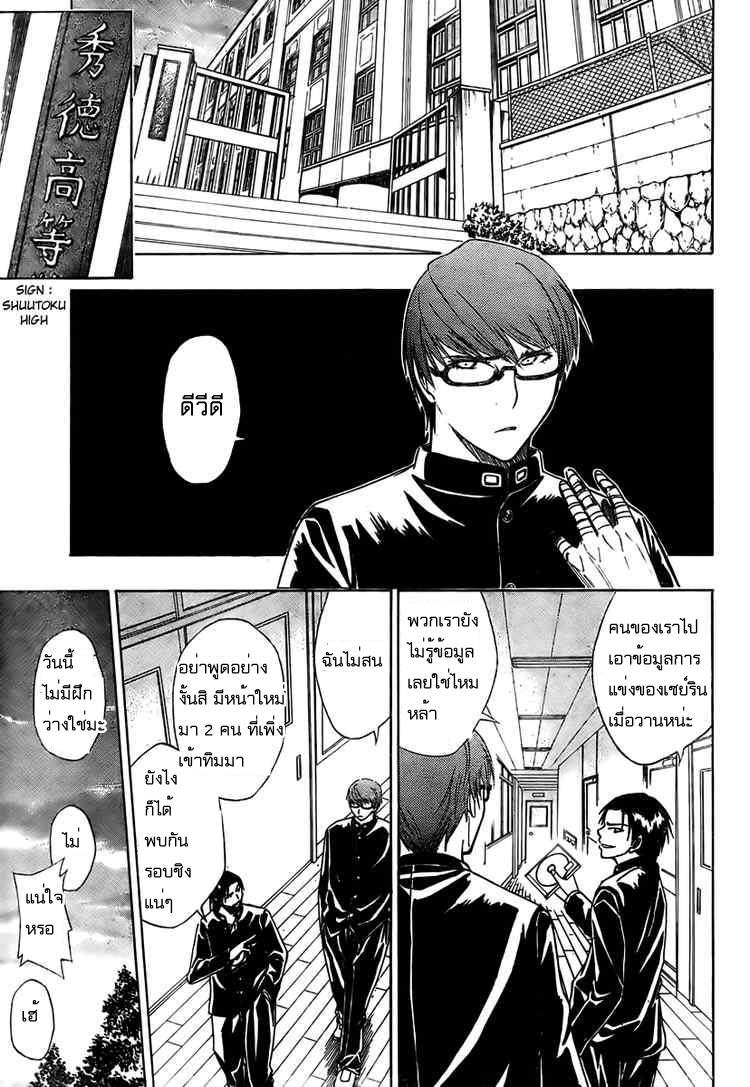 秀徳高等
SIGN :
SHUUTOKU
HIGH
ดีวีดี
คนของเราไป
เอาข้อมูลการ
แข่งของเซย์ริน
เมื่อวานหน่ะ
พวกเรายัง
ไม่รู้ข้อมูล
เลยใช่ไหม
หล้า
ฉันไม่สน
อย่าพูดอย่าง
งั้นสิ มีหน้าใหม่
มา 2 คน ที่เพิ่ง
เข้าทิมมา
ยังไง
ก็ได้
พบกัน
รอบชิง
แน่ๆ
วันนี้
ไม่มีฝึก
ว่างใช่มะ
ไม่
แน่ใจ
หรอ
เฮ้